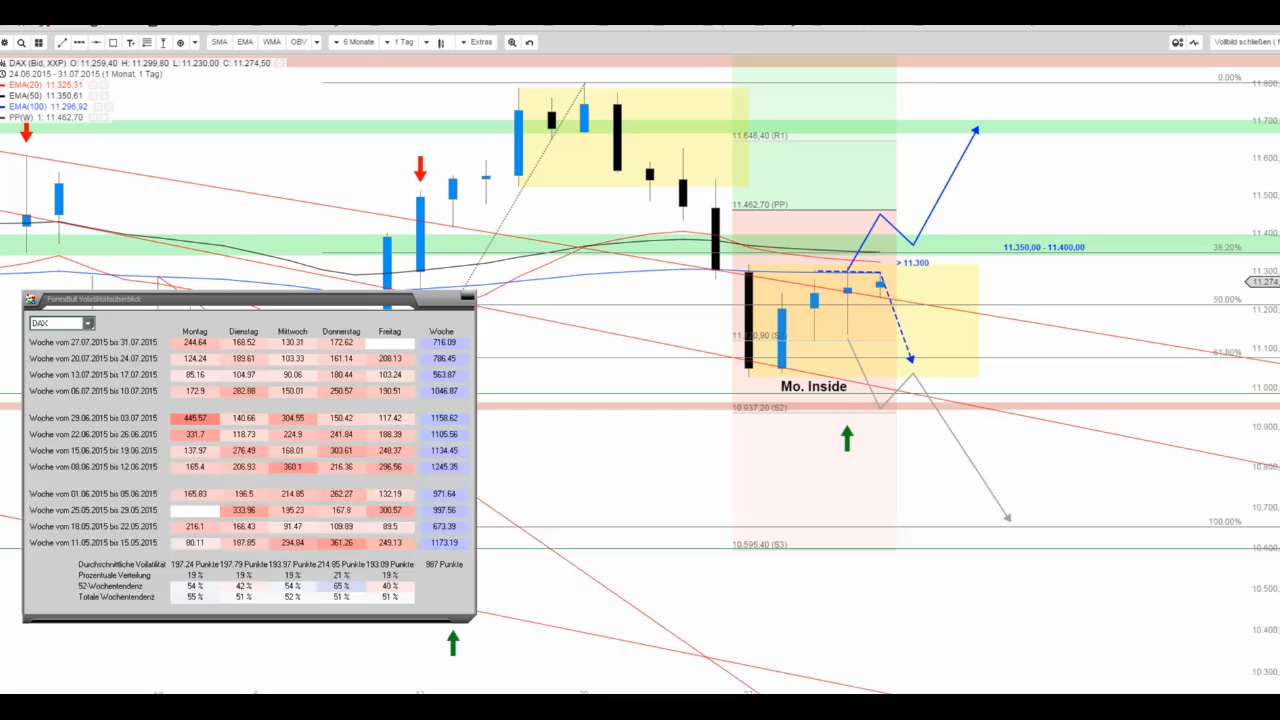 SMA EMA WMA OBV 6 Monate 1 Tag Extras Vollbild schließen (
DAX (Bid, XXP) O: 11.259,40 H: 11.299,80 L: 11.230,00 C: 11.274,50
24.06.2015 - 31.07.2015 (1 Monat, 1 Tag)
EMA(20) 11.325,31
EMA(50) 11.350,61
EMA(100) 11.296,92
PP(W) 1: 11.462,70
0.00%
11.800
11.700
11.646,40 (R1)
11.600
11.500
11.462,70 (PP)
11.400
11.350,00 - 11.400,00
38.20%
> 11.300
11.300
11.274,
50.00%
11.200
61.80%
11.100
Mo. Inside
11.000
10.937,20 (S2)
10.900
10.800
10.700
100.00%
10.595,40 (S3)
10.600
10.500
10.400
10.300
ForexBull Volatilitätsüberblick
DAX
Montag Dienstag Mittwoch Donnerstag Freitag Woche
Woche vom 27.07.2015 bis 31.07.2015 244.64 168.52 130.31 172.62 716.09
Woche vom 20.07.2015 bis 24.07.2015 124.24 189.61 103.33 161.14 208.13 786.45
Woche vom 13.07.2015 bis 17.07.2015 85.16 104.97 90.06 180.44 103.24 563.87
Woche vom 06.07.2015 bis 10.07.2015 172.9 282.88 150.01 250.57 190.51 1046.87
Woche vom 29.06.2015 bis 03.07.2015 445.57 140.66 304.55 150.42 117.42 1158.62
Woche vom 22.06.2015 bis 26.06.2015 331.7 118.73 224.9 241.84 188.39 1105.56
Woche vom 15.06.2015 bis 19.06.2015 137.97 276.49 168.01 303.61 248.37 1134.45
Woche vom 08.06.2015 bis 12.06.2015 165.4 206.93 360.1 216.36 296.56 1245.35
Woche vom 01.06.2015 bis 05.06.2015 165.83 196.5 214.85 262.27 132.19 971.64
Woche vom 25.05.2015 bis 29.05.2015 333.96 195.23 167.8 300.57 997.56
Woche vom 18.05.2015 bis 22.05.2015 216.1 166.43 91.47 109.89 89.5 673.39
Woche vom 11.05.2015 bis 15.05.2015 80.11 187.85 294.84 361.26 249.13 1173.19
Durchschnittliche Volatilität 197.24 Punkte 197.79 Punkte 193.97 Punkte 214.85 Punkte 193.09 Punkte 987 Punkte
Prozentuale Verteilung 19 % 19 % 19 % 21 % 19 %
52-Wochentendenz 54 % 42 % 54 % 65 % 40 %
Totale Wochentendenz 55 % 51 % 52 % 51 % 51 %